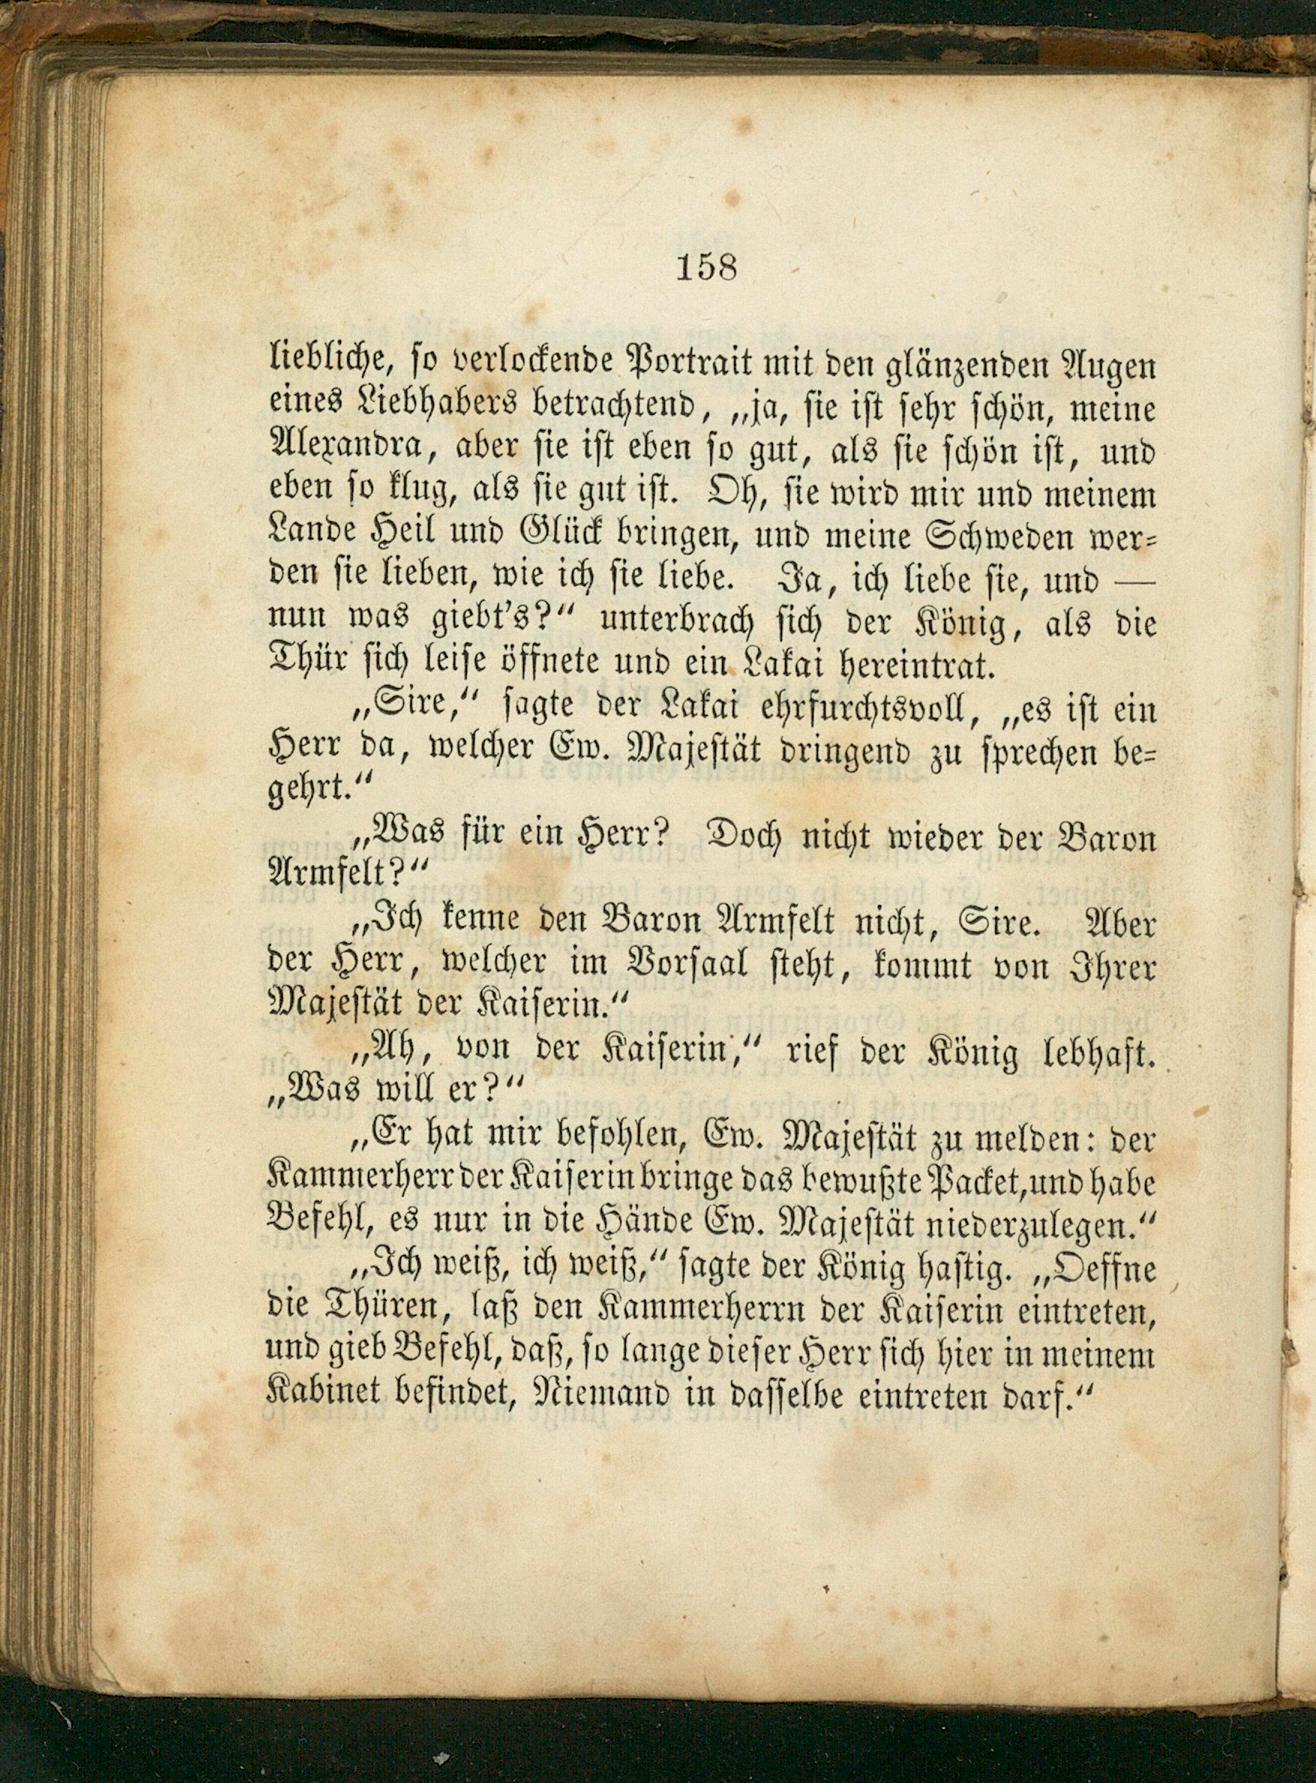 158
liebliche, so verlockende Portrait mit den glänzenden Augen
eines Liebhabers betrachtend, „ja, sie ist sehr schön, meine
Alexandra, aber sie ist eben so gut, als sie schön ist, und
eben so klug, als sie gut ist. Oh, sie wird mir und meinem
Lande Heil und Glück bringen, und meine Schweden wer-
den sie lieben, wie ich sie liebe. Ja, ich liebe sie, und —
nun was giebt's?“ unterbrach sich der König, als die
Thür sich leise öffnete und ein Lakai hereintrat.
„Sire,“ sagte der Lakai ehrfurchtsvoll, „es ist ein
Herr da, welcher Ew. Majestät dringend zu sprechen be-
gehrt.“
„Was für ein Herr? Doch nicht wieder der Baron
Armfelt?“
„Ich kenne den Baron Armfelt nicht, Sire. Aber
der Herr, welcher im Vorsaal steht, kommt von Ihrer
Majestät der Kaiserin.“
„Ah, von der Kaiserin,“ rief der König lebhaft.
„Was will er?“
„Er hat mir befohlen, Ew. Majestät zu melden: der
Kammerherr der Kaiserin bringe das bewußte Packet, und habe
Befehl, es nur in die Hände Ew. Majestät niederzulegen.“
„Ich weiß, ich weiß,“ sagte der König hastig. „Oeffne
die Thüren, laß den Kammerherrn der Kaiserin eintreten,
und gieb Befehl, daß, so lange dieser Herr sich hier in meinem
Kabinet befindet, Niemand in dasselbe eintreten darf.“